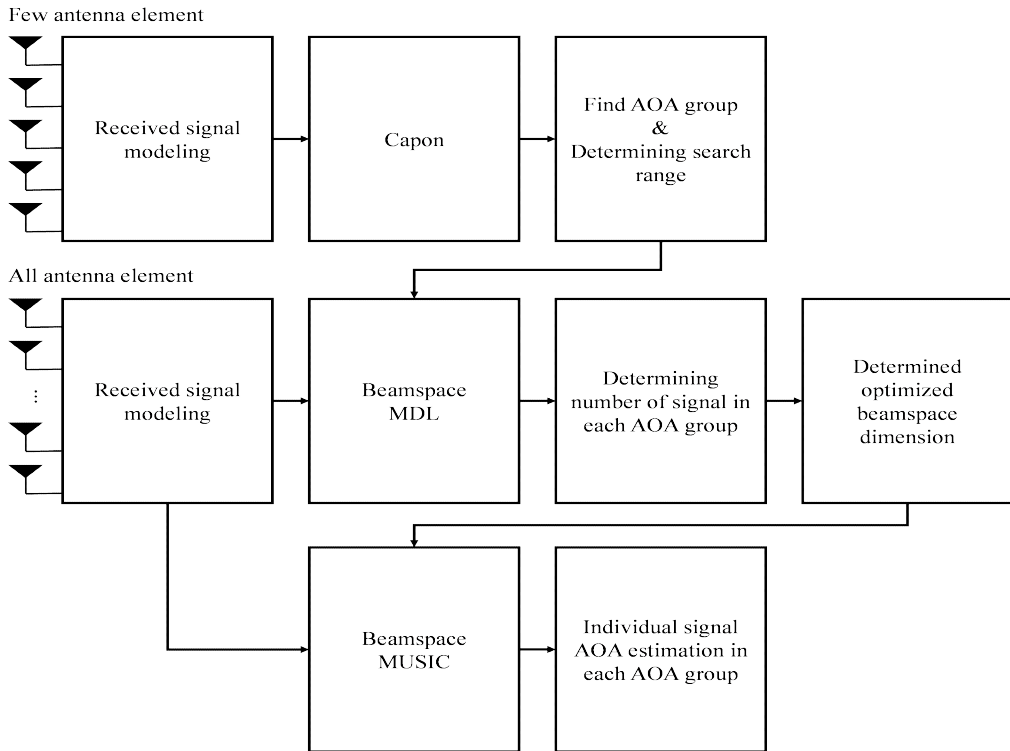 Few antenna element
Received signal
modeling
Capon
Find AOA group
&
Determining search
range
All antenna element
...
Received signal
modeling
Beamspace
MDL
Determining
number of signal in
each AOA group
Determined
optimized
beamspace
dimension
Beamspace
MUSIC
Individual signal
AOA estimation in
each AOA group